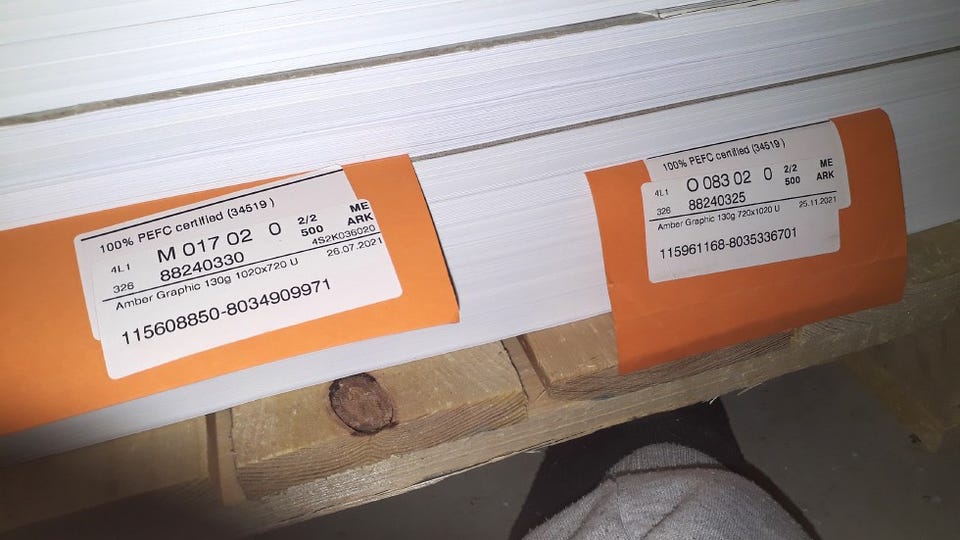 100% PEFC certified (34519 )
4L1 M 017 02 0 2/2 ME
326 88240330 500 ARK
4S2K036020
Amber Graphic 130g 1020x720 U 26.07.2021
115608850-8034909971
100% PEFC certified (34519 )
4L1 O 083 02 0 2/2 ME
326 88240325 500 ARK
Amber Graphic 130g 720x1020 U 25.11.2021
115961168-8035336701